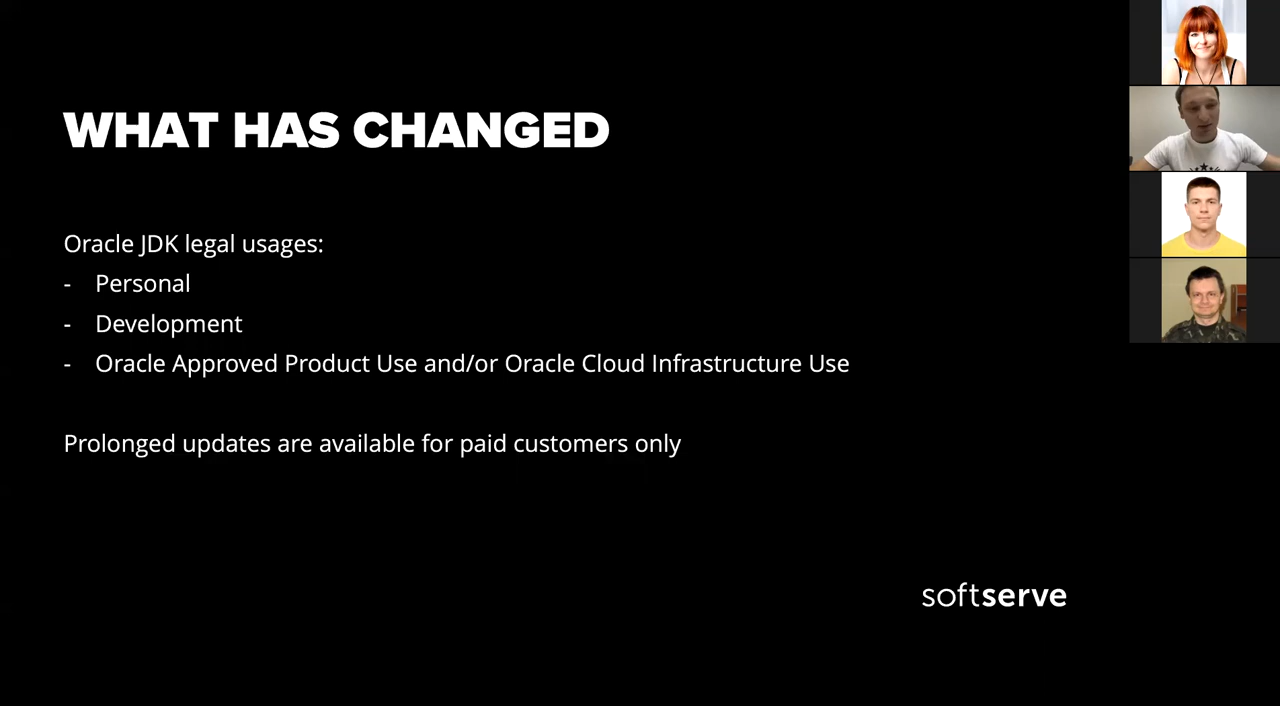 WHAT HAS CHANGED
Oracle JDK legal usages:
- Personal
- Development
- Oracle Approved Product Use and/or Oracle Cloud Infrastructure Use
Prolonged updates are available for paid customers only
softserve